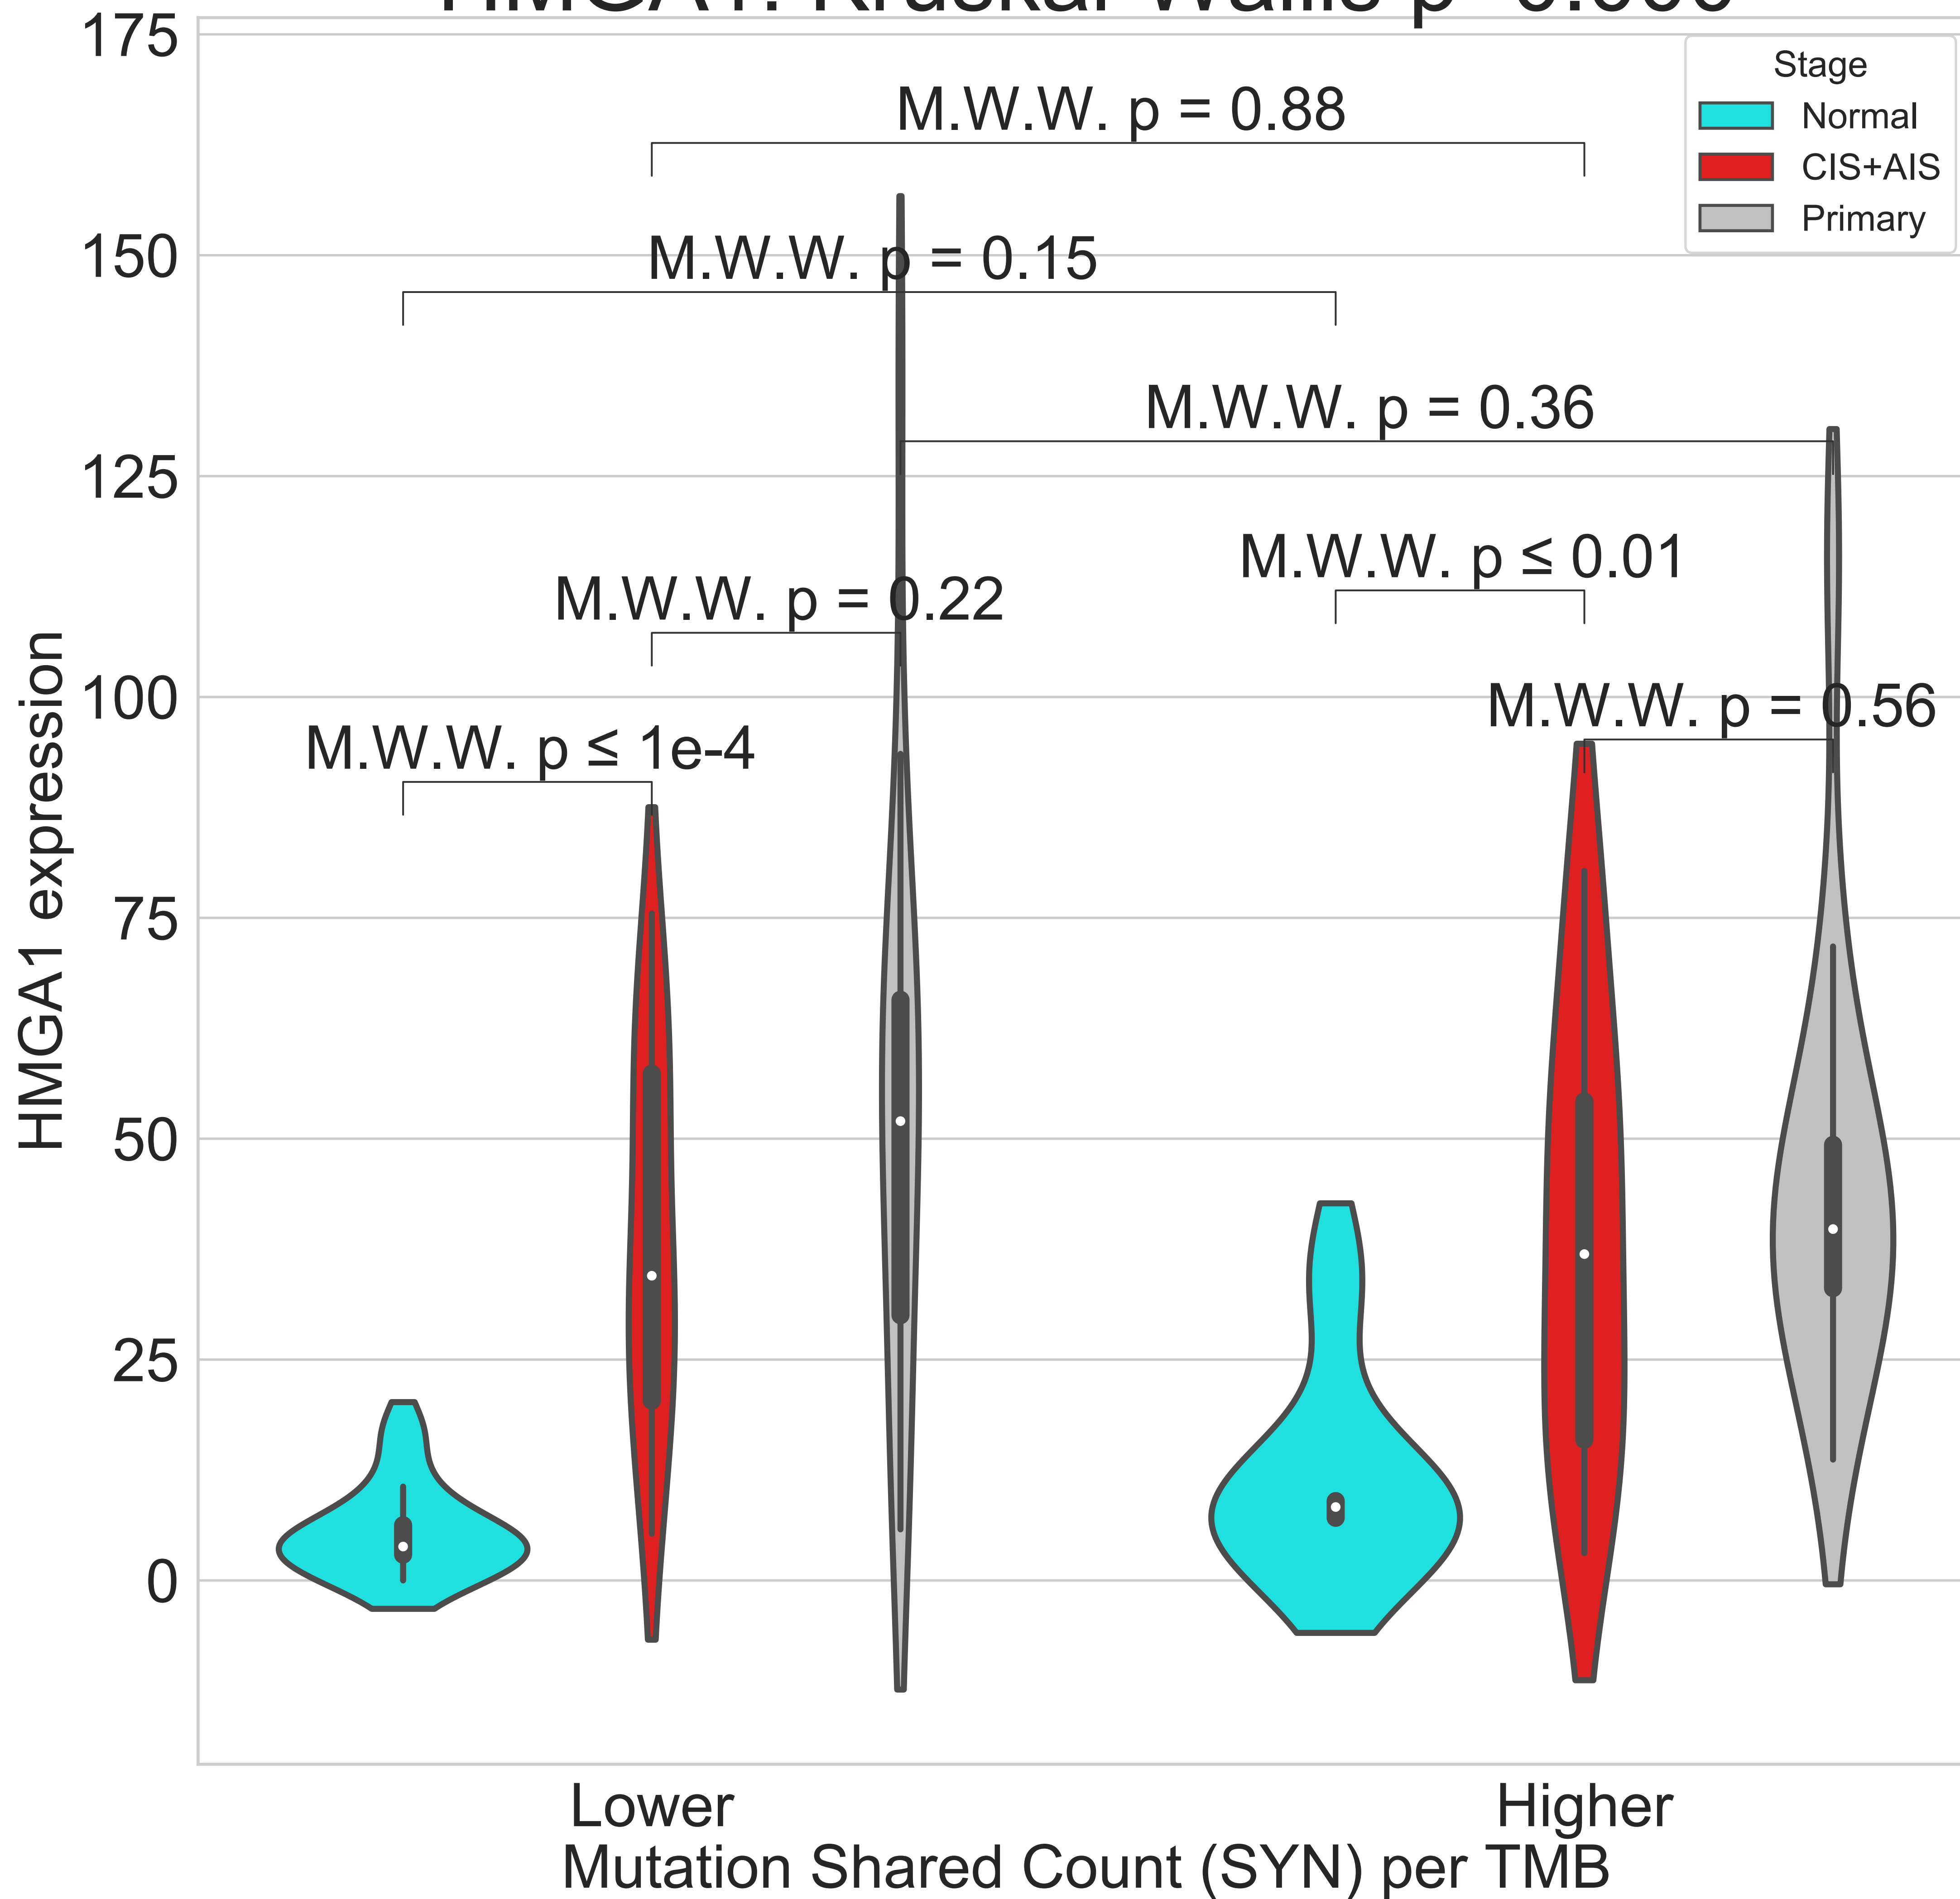 175
150
125
100
75
50
25
0
HMGA1 expression
M.W.W. p = 0.88
M.W.W. p = 0.15
M.W.W. p = 0.36
M.W.W. p ≤ 0.01
M.W.W. p = 0.22
M.W.W. p = 0.56
M.W.W. p ≤ 1e-4
Stage
Normal
CIS+AIS
Primary
Lower
Higher
Mutation Shared Count (SYN) per TMB